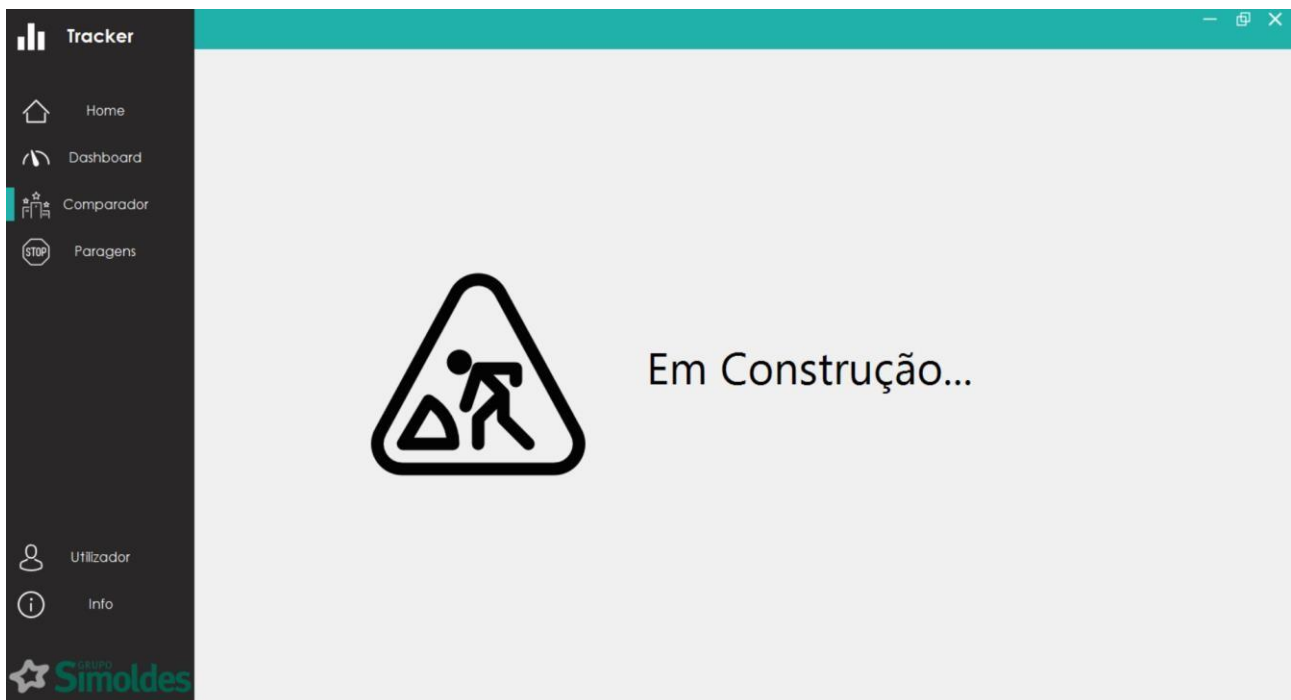 Tracker
Home
Dashboard
Comparador
STOP
Paragens
Em Construção...
Utilizador
Info
GRUPO
Simoldes